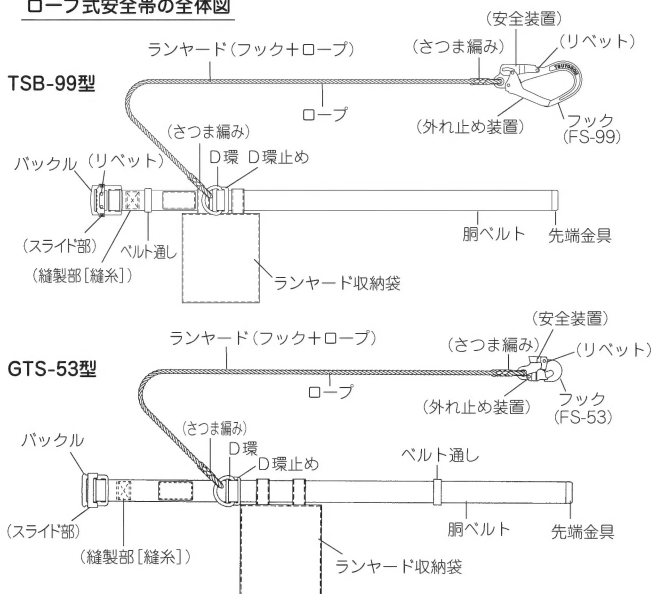 ロープ式安全帯の全体図
(安全装置)
ランヤード(フック+ロープ)
(さつま編み)
(リベット)
TSB-99型
ロープ
(外れ止め装置)
フック
(FS-99)
(さつま編み)
D環 D環止め
バックル (リベット)
(スライド部)
ベルト通し
(縫製部[縫糸])
胴ベルト
先端金具
ランヤード収納袋
(安全装置)
ランヤード(フック+ロープ)
(さつま編み)
(リベット)
GTS-53型
ロープ
(外れ止め装置)
フック
(FS-53)
(さつま編み)
D環
D環止め
バックル
ベルト通し
(スライド部)
(縫製部[縫糸])
胴ベルト
先端金具
ランヤード収納袋